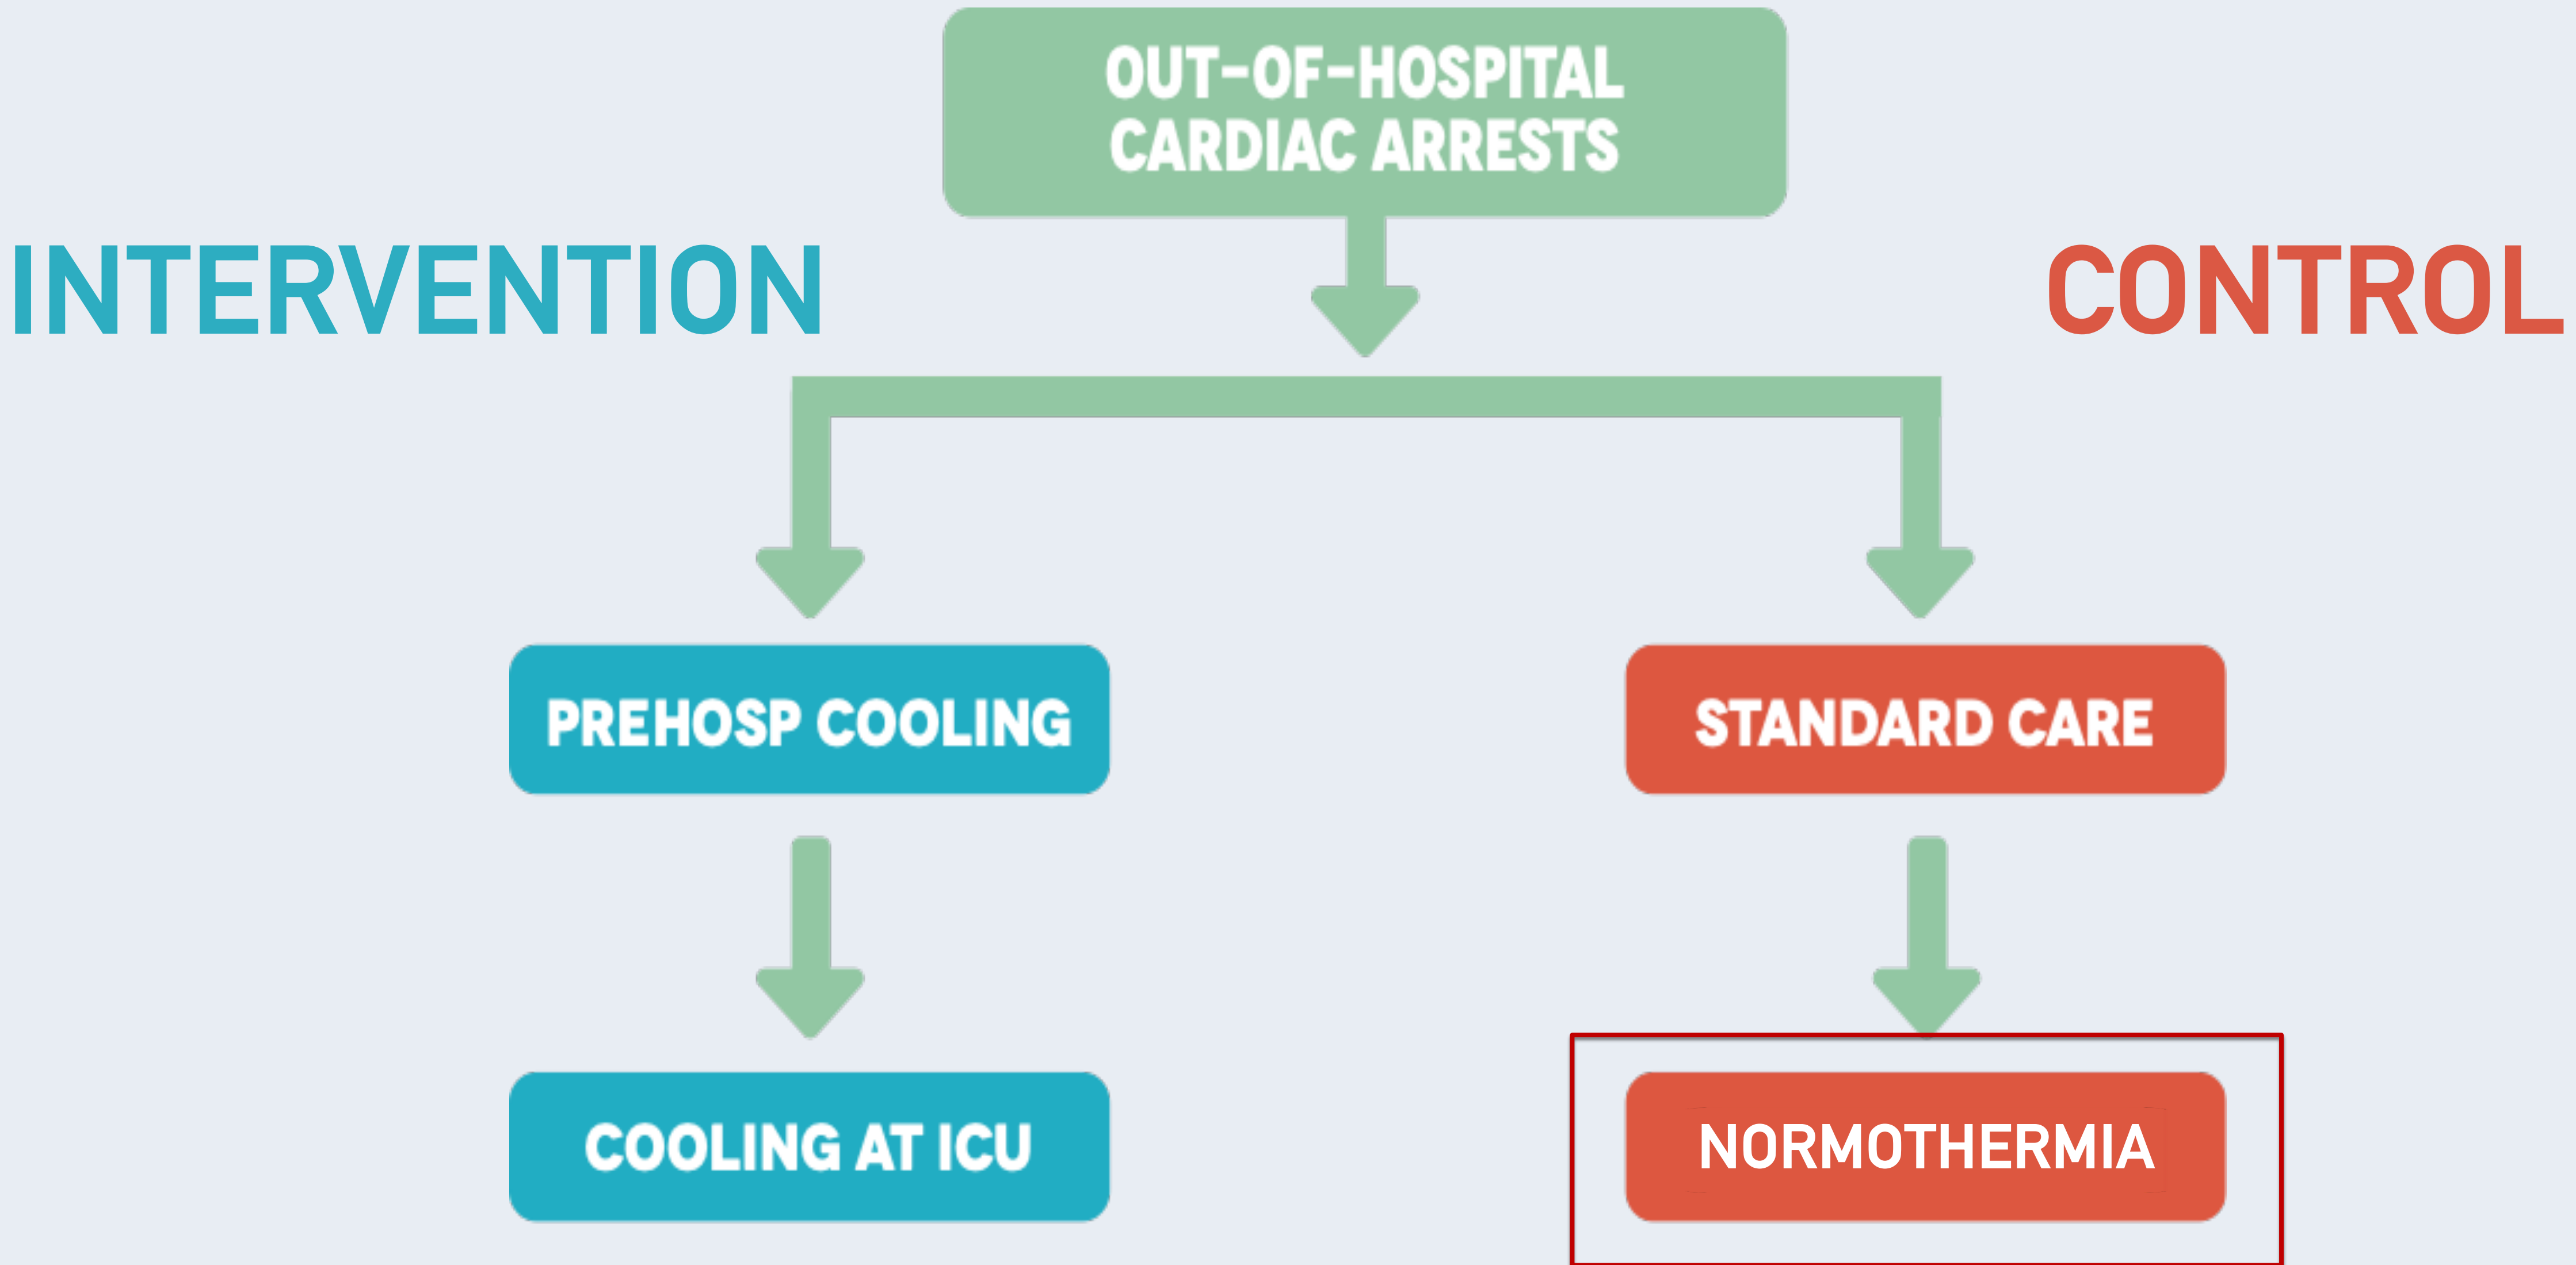 OUT-OF-HOSPITAL
CARDIAC ARRESTS
INTERVENTION
CONTROL
PREHOSP COOLING
STANDARD CARE
COOLING AT ICU
NORMOTHERMIA